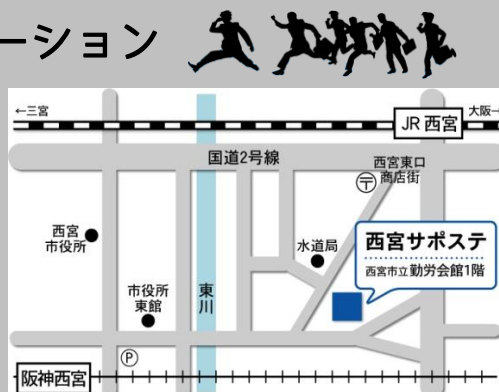 ーション
←三宮
大阪→
JR 西宮
国道2号線
西宮東口
商店街
〒
西宮
市役所
水道局
西宮サポステ
西宮市立勤労会館1階
市役所
東館
東川
P
阪神西宮